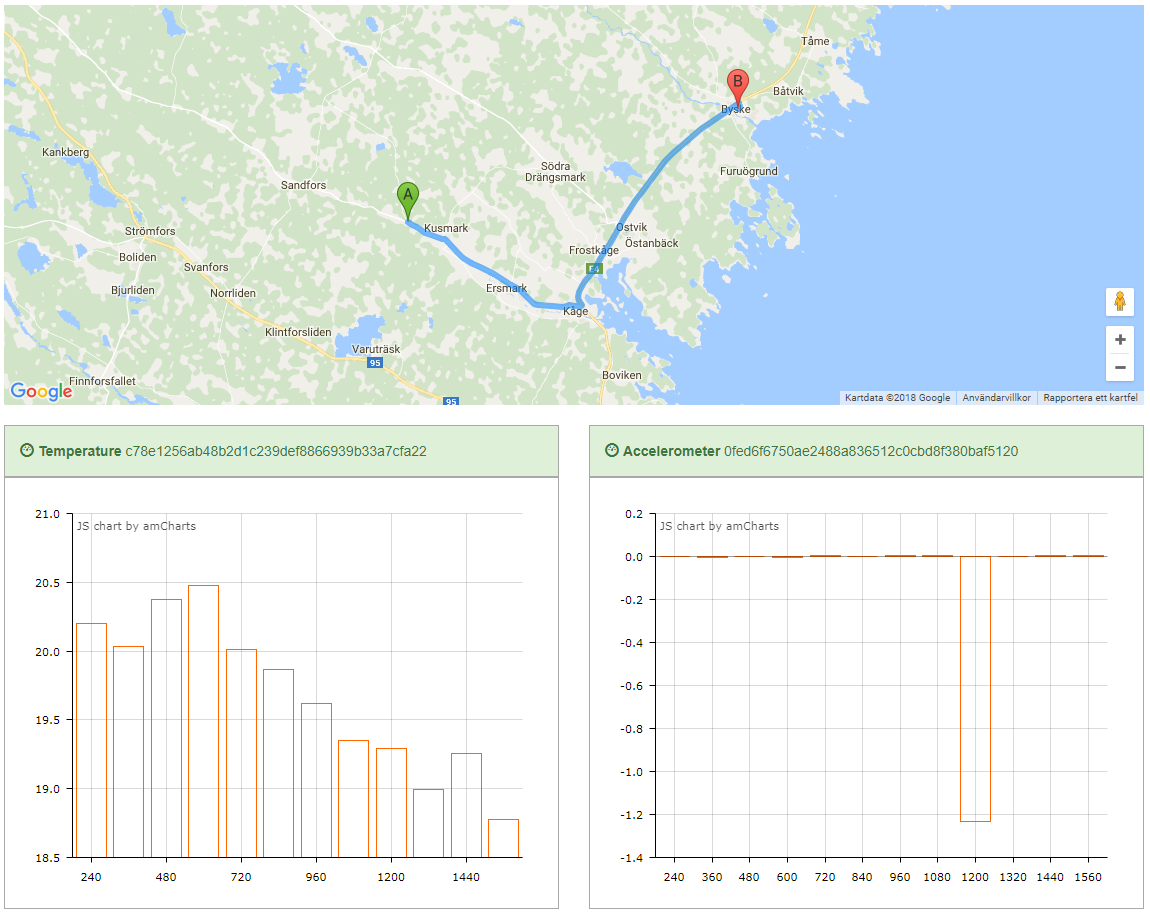 Tåme
B
Båtvik
Byske
Kankberg
Södra
Drängsmark
Furuögrund
Sandfors
A
Kusmark
Ostvik
Strömfors
Östanbäck
Frostkåge
Boliden
Svanfors
E4
Bjurliden
Norrliden
Ersmark
Kåge
Klintforsliden
+
Varuträsk
95
−
Boviken
Finnforsfallet
Google
95
Kartdata ©2018 Google
Användarvillkor
Rapportera ett kartfel
Temperature c78e1256ab48b2d1c239def8866939b33a7cfa22
21.0
JS chart by amCharts
20.5
20.0
19.5
19.0
18.5
240 480 720 960 1200 1440
Accelerometer 0fed6f6750ae2488a836512c0cbd8f380baf5120
0.2
JS chart by amCharts
0.0
-0.2
-0.4
-0.6
-0.8
-1.0
-1.2
-1.4
240 360 480 600 720 840 960 1080 1200 1320 1440 1560